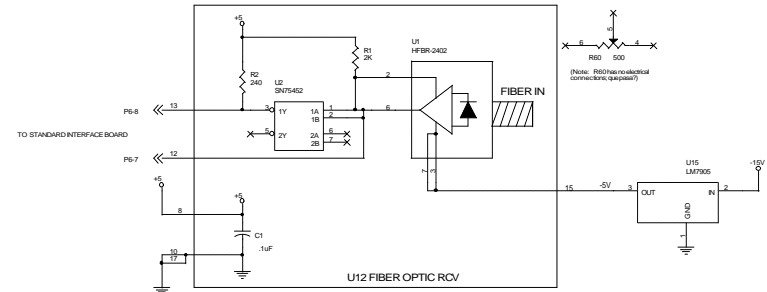 +5
R1
2K
U1
HFBR-2402
5
6
4
R60 500
(Note: R60 has no electrical
connections; que pasa?)
R2
240
U2
SN75452
2
FIBER IN
P6-8
13
3
1Y
1A
1
1B
2
6
TO STANDARD INTERFACE BOARD
5
2Y
2A
6
2B
7
P6-7
12
7
3
+5
8
+5
15
-5V
U15
LM7905
-15V
3
OUT
IN
2
GND
1
C1
.1uF
10
17
U12 FIBER OPTIC RCV